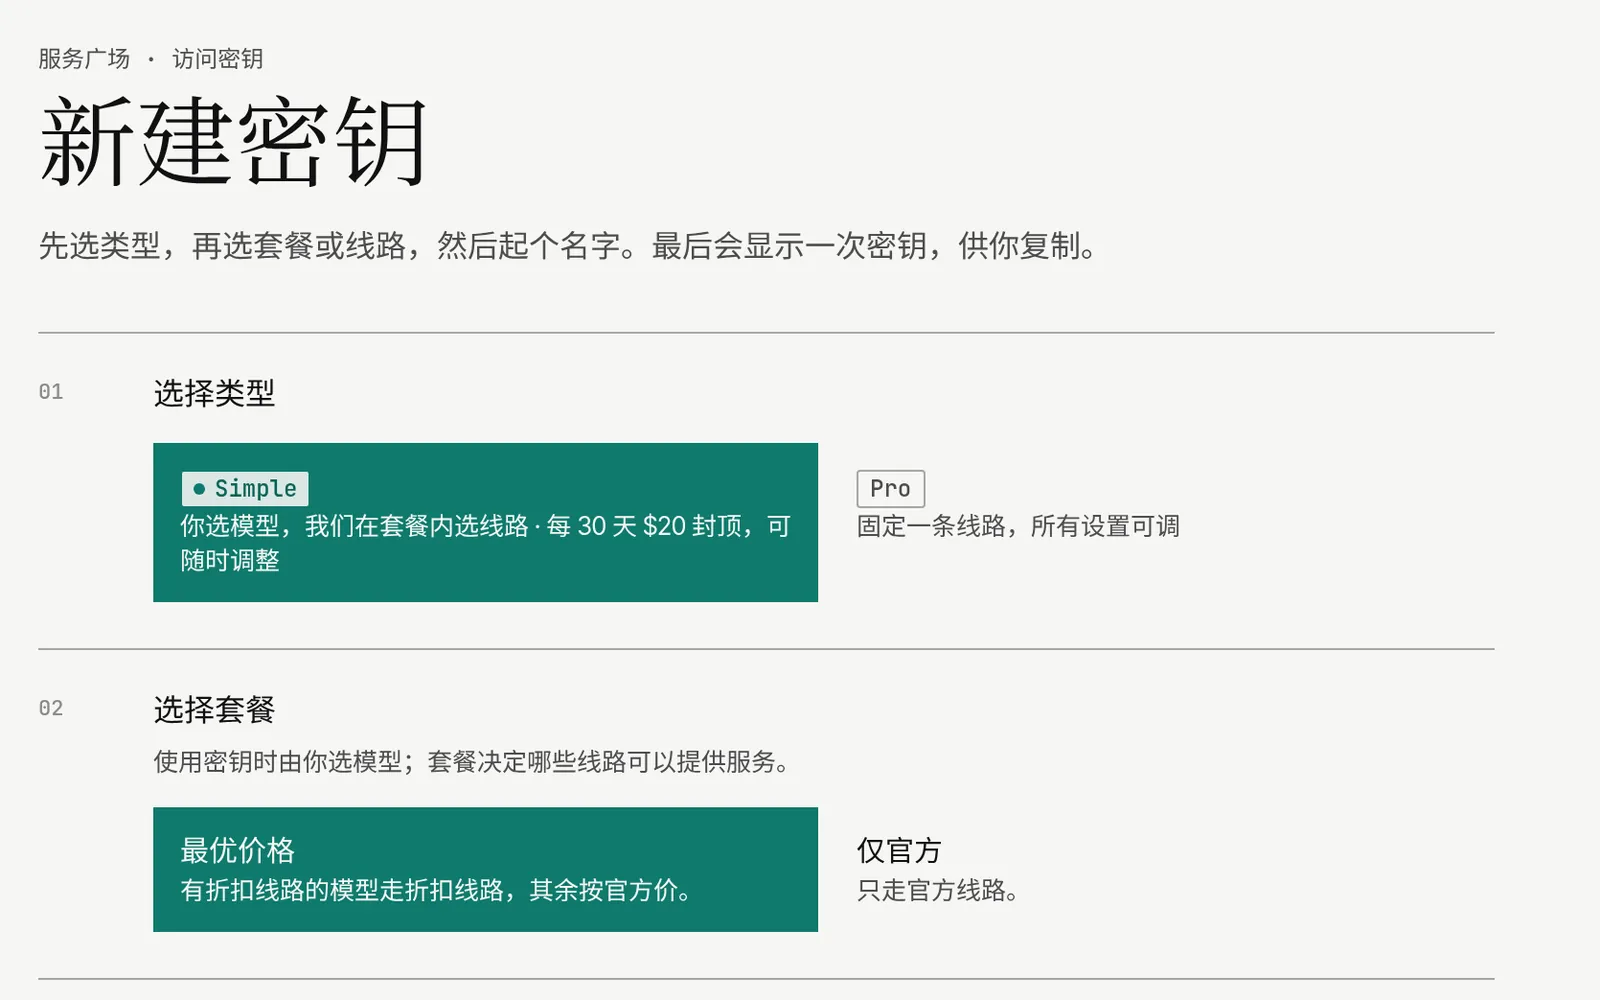 服务广场 · 访问密钥
新建密钥
先选类型，再选套餐或线路，然后起个名字。最后会显示一次密钥，供你复制。
01
选择类型
Simple
你选模型，我们在套餐内选线路 · 每 30 天 $20 封顶，可
随时调整
Pro
固定一条线路，所有设置可调
02
选择套餐
使用密钥时由你选模型；套餐决定哪些线路可以提供服务。
最优价格
有折扣线路的模型走折扣线路，其余按官方价。
仅官方
只走官方线路。